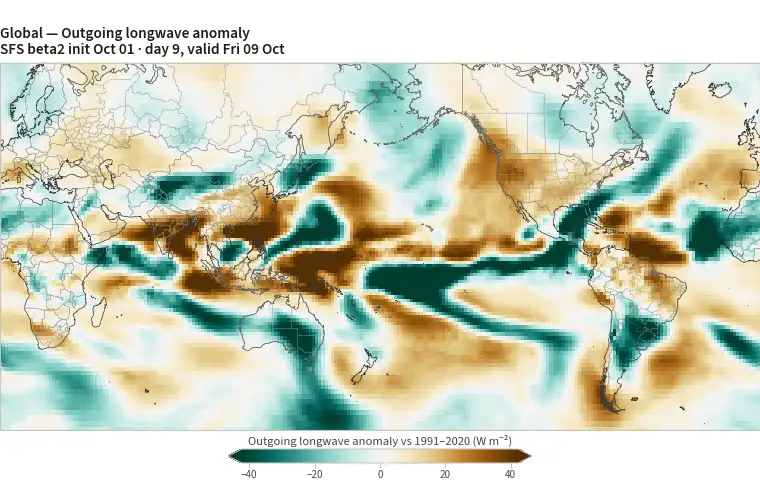 Global — Outgoing longwave anomaly
SFS beta2 init Oct 01 · day 9, valid Fri 09 Oct
Outgoing longwave anomaly vs 1991–2020 (W m⁻²)
−40 −20 0 20 40